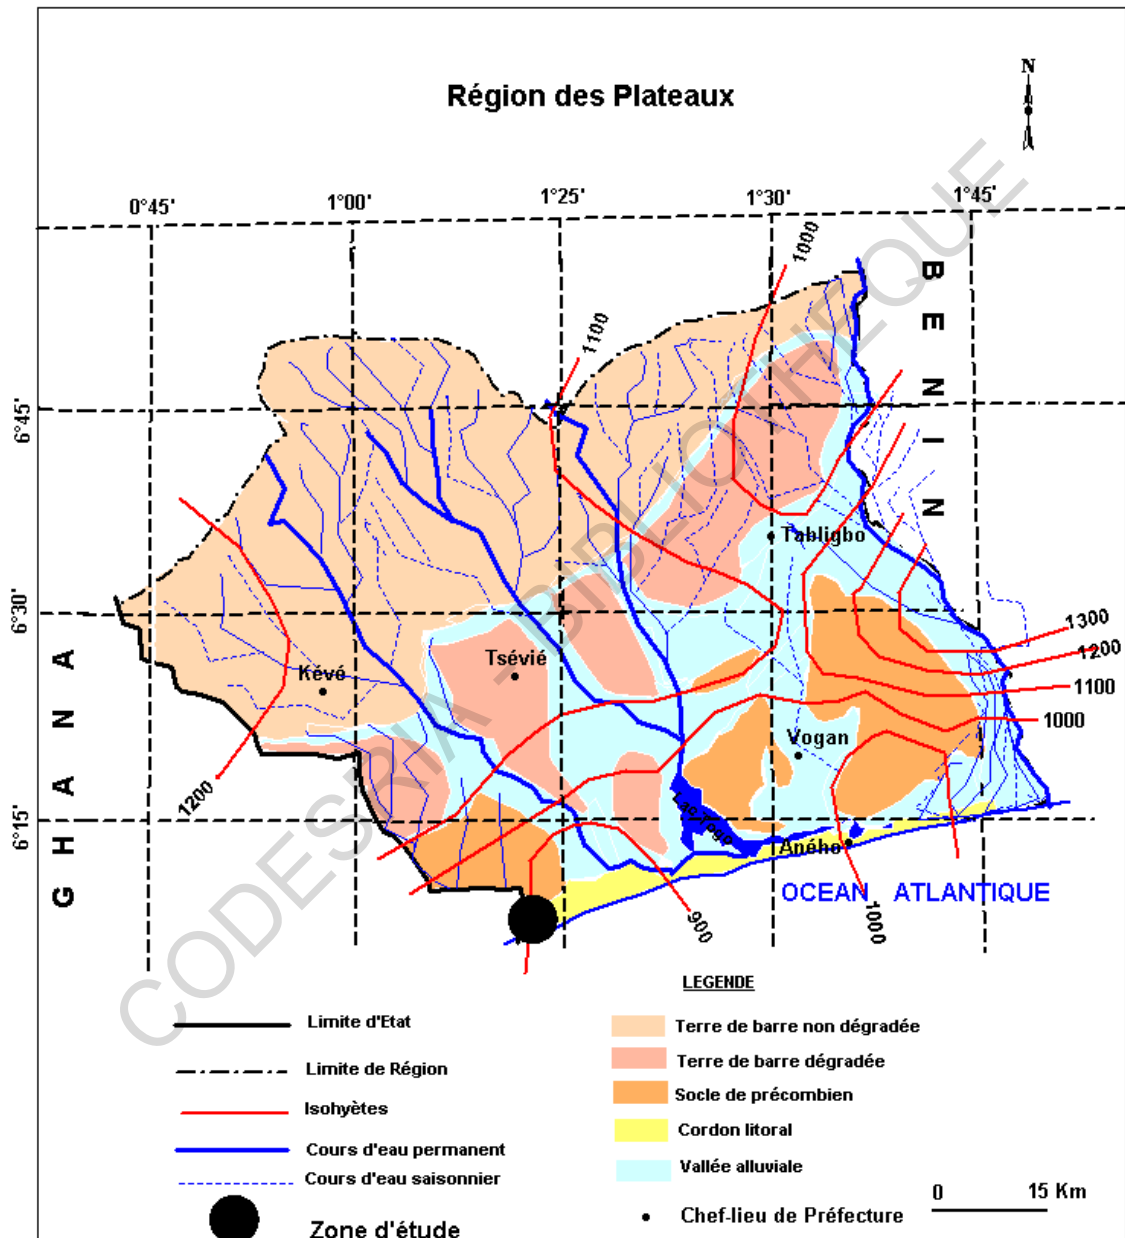 Région des Plateaux
N
0°45'
1°00'
1°25'
1°30'
1°45'
1000
1100
BENIN
6°45'
Tabligbo
6°30'
1300
1200
1100
1000
GHANA
Kévé
Tsévié
Vogan
1200
6°15'
Lac Togo
Aného
OCEAN ATLANTIQUE
900
1000
CODESRIA - BIBLIOTHEQUE
LEGENDE
Limite d'Etat
Limite de Région
Isohyètes
Cours d'eau permanent
Cours d'eau saisonnier
Zone d'étude
Terre de barre non dégradée
Terre de barre dégradée
Socle de précombien
Cordon litoral
Vallée alluviale
Chef-lieu de Préfecture
0 15 Km